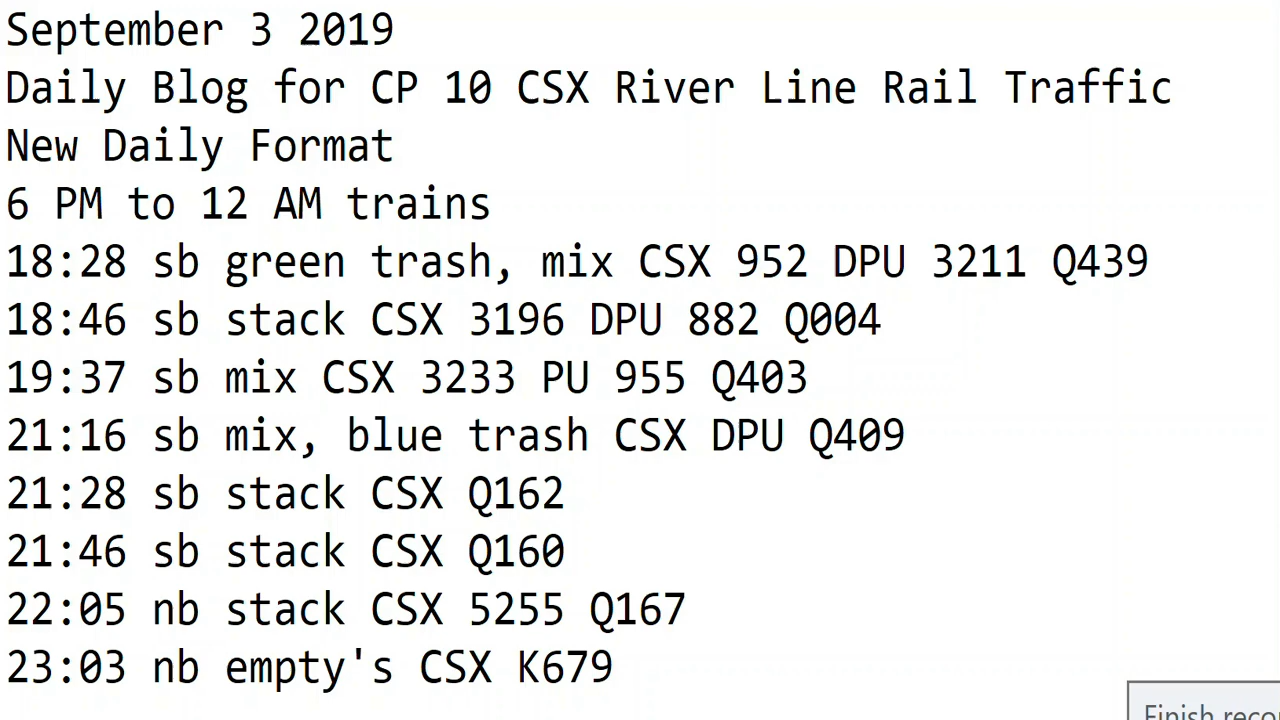 September 3 2019
Daily Blog for CP 10 CSX River Line Rail Traffic
New Daily Format
6 PM to 12 AM trains
18:28 sb green trash, mix CSX 952 DPU 3211 Q439
18:46 sb stack CSX 3196 DPU 882 Q004
19:37 sb mix CSX 3233 PU 955 Q403
21:16 sb mix, blue trash CSX DPU Q409
21:28 sb stack CSX Q162
21:46 sb stack CSX Q160
22:05 nb stack CSX 5255 Q167
23:03 nb empty's CSX K679
Finish